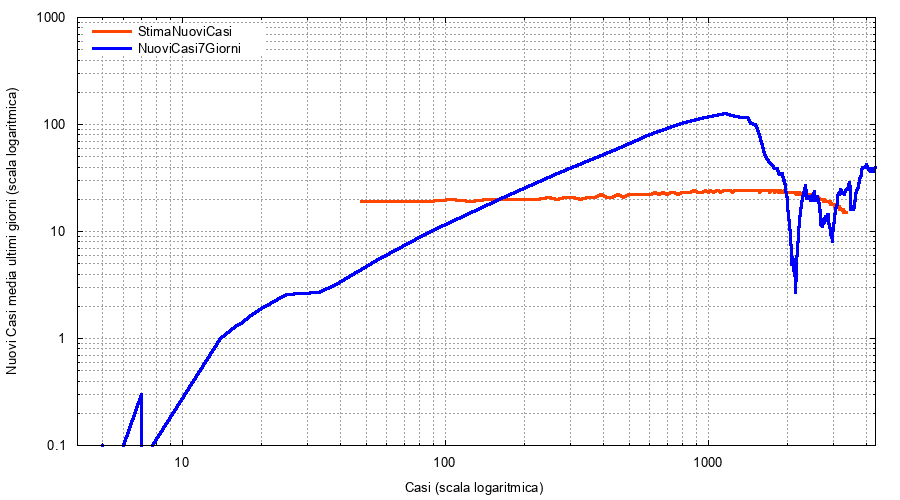 1000
StimaNuoviCasi
NuoviCasi7Giorni
100
10
1
0.1
Nuovi Casi media ultimi giorni (scala logaritmica)
10
100
1000
Casi (scala logaritmica)